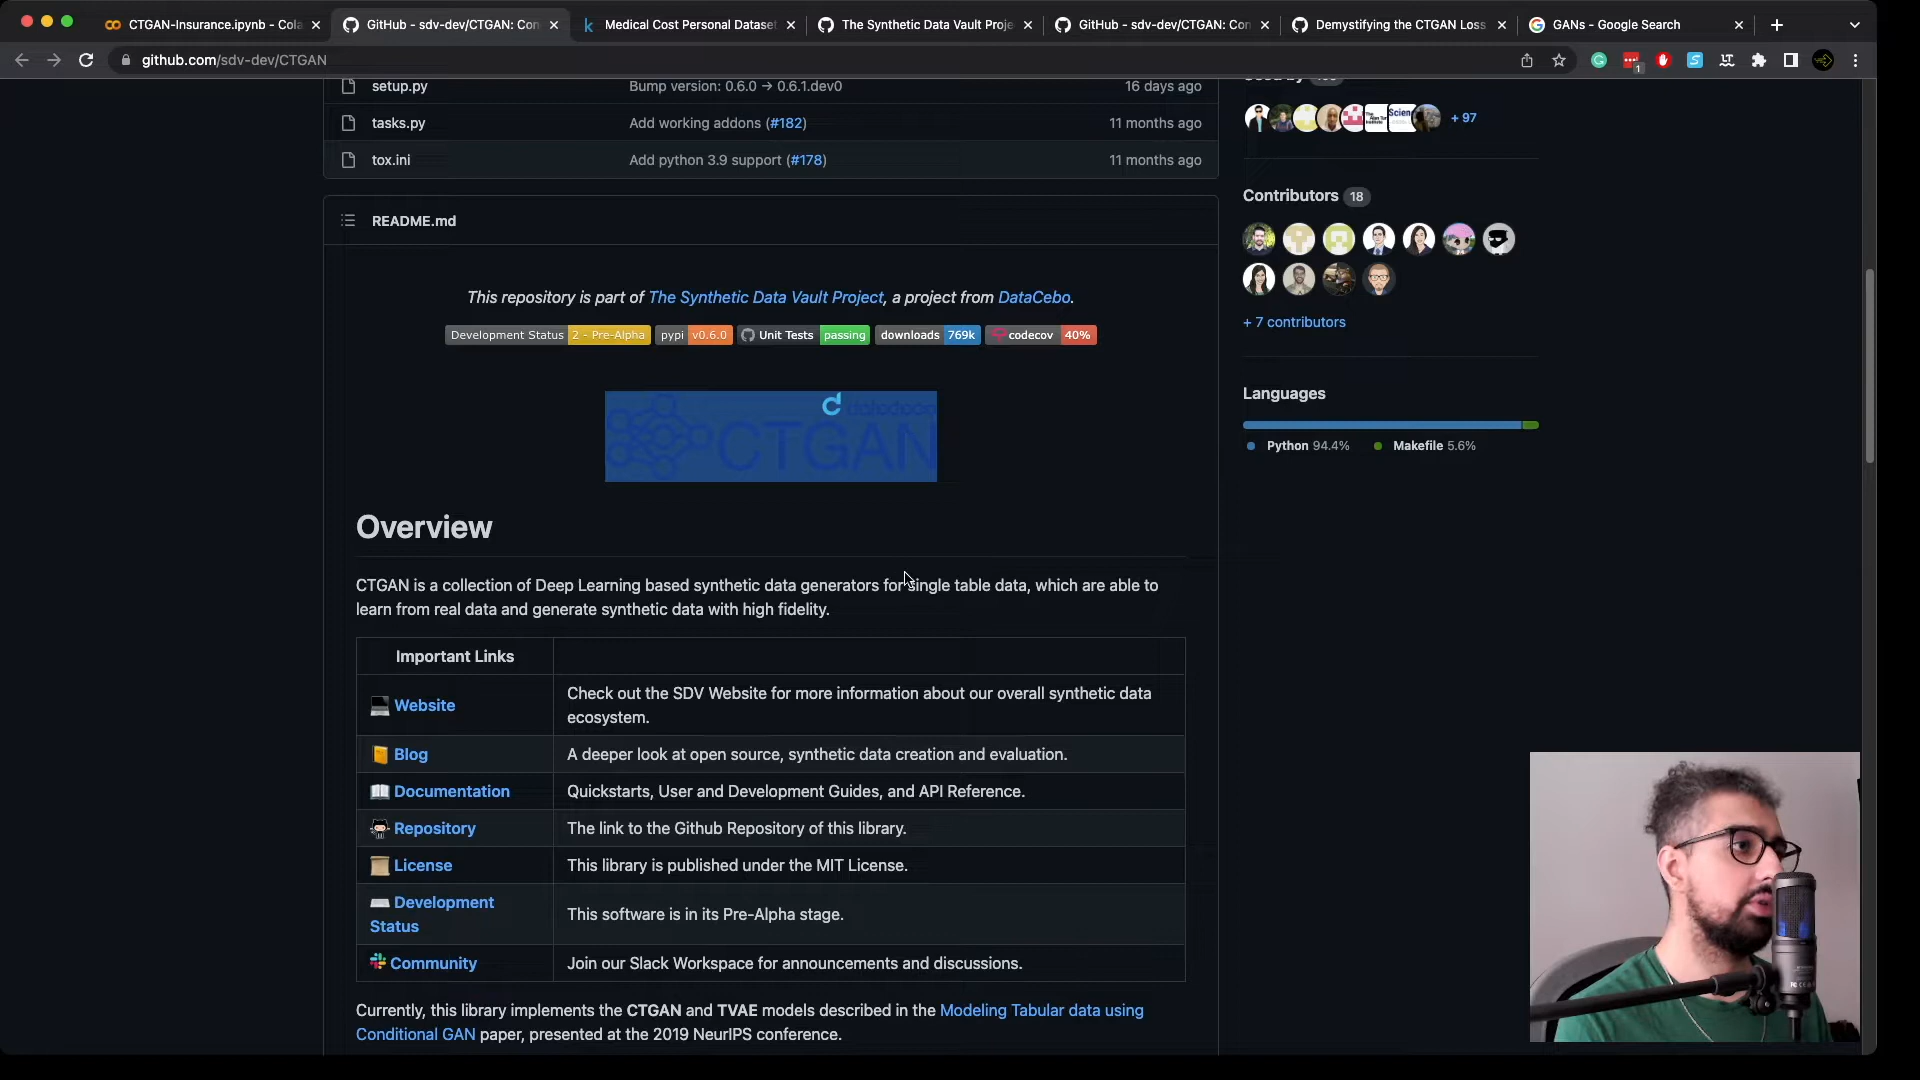 CTGAN-Insurance.ipynb - Cola
GitHub - sdv-dev/CTGAN: Con
Medical Cost Personal Dataset
The Synthetic Data Vault Proje
GitHub - sdv-dev/CTGAN: Con
Demystifying the CTGAN Loss
GANs - Google Search
github.com/sdv-dev/CTGAN
1
setup.py Bump version: 0.6.0 → 0.6.1.dev0 16 days ago
tasks.py Add working addons (#182) 11 months ago
tox.ini Add python 3.9 support (#178) 11 months ago
README.md
This repository is part of The Synthetic Data Vault Project, a project from DataCebo.
Development Status 2 - Pre-Alpha pypi v0.6.0 Unit Tests passing downloads 769k codecov 40%
CTGAN
Overview
CTGAN is a collection of Deep Learning based synthetic data generators for single table data, which are able to
learn from real data and generate synthetic data with high fidelity.
Important Links
Website
Check out the SDV Website for more information about our overall synthetic data
ecosystem.
Blog
A deeper look at open source, synthetic data creation and evaluation.
Documentation
Quickstarts, User and Development Guides, and API Reference.
Repository
The link to the Github Repository of this library.
License
This library is published under the MIT License.
Development
Status
This software is in its Pre-Alpha stage.
Community
Join our Slack Workspace for announcements and discussions.
Currently, this library implements the CTGAN and TVAE models described in the Modeling Tabular data using
Conditional GAN paper, presented at the 2019 NeurIPS conference.
+ 97
Contributors 18
+ 7 contributors
Languages
Python 94.4% Makefile 5.6%